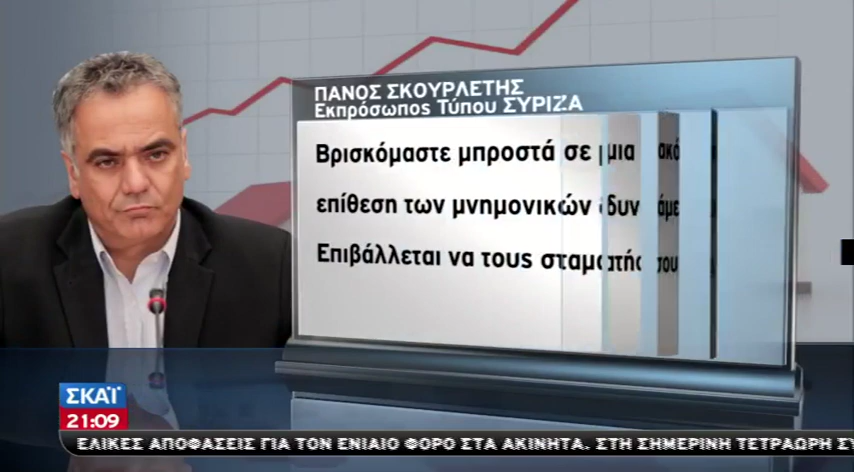 ΠΑΝΟΣ ΣΚΟΥΡΛΕΤΗΣ
Εκπρόσωπος Τύπου ΣΥΡΙΖΑ
Βρισκόμαστε μπροστά σε μια
επίθεση των μνημονικών
Επιβάλλεται να τους
ΣΚΑΪ
21:09
ΕΛΙΚΕΣ ΑΠΟΦΑΣΕΙΣ ΓΙΑ ΤΟΝ ΕΝΙΑΙΟ ΦΟΡΟ ΣΤΑ ΑΚΙΝΗΤΑ. ΣΤΗ ΣΗΜΕΡΙΝΗ ΤΕΤΡΑΩΡΗ